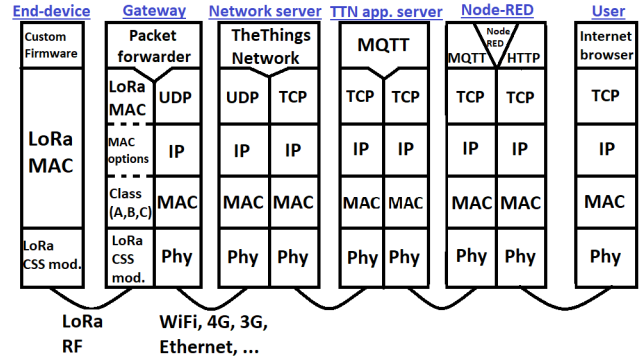 End-device Gateway Network server TTN app. server Node-RED User
Custom
Firmware
Packet
forwarder
TheThings
Network
MQTT
Node
RED
MQTT HTTP
Internet
browser
LoRa
MAC
LoRa
MAC
UDP UDP TCP TCP TCP TCP TCP TCP
MAC
options
IP IP IP IP IP IP IP IP
Class
(A,B,C)
MAC MAC MAC MAC MAC MAC MAC MAC
LoRa
CSS mod.
LoRa
CSS
mod.
Phy Phy Phy Phy Phy Phy Phy Phy
LoRa
RF
WiFi, 4G, 3G,
Ethernet, ...